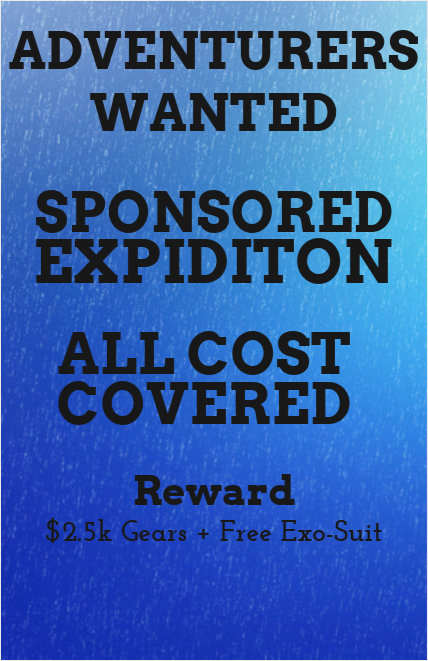 ADVENTURERS
WANTED
SPONSORED
EXPIDITON
ALL COST
COVERED
Reward
$2.5k Gears + Free Exo-Suit